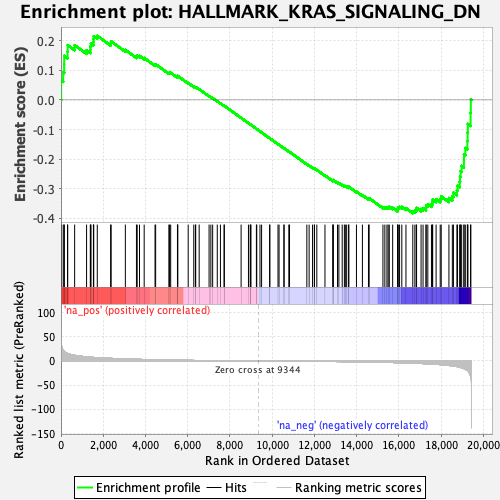 Enrichment plot: HALLMARK_KRAS_SIGNALING_DN
Enrichment score (ES)
0.2
0.1
0.0
-0.1
-0.2
-0.3
-0.4
'na_pos' (positively correlated)
Ranked list metric (PreRanked)
100
50
0
-50
-100
-150
Zero cross at 9344
'na_neg' (negatively correlated)
0 2,000 4,000 6,000 8,000 10,000 12,000 14,000 16,000 18,000 20,000
Rank in Ordered Dataset
Enrichment profile Hits Ranking metric scores